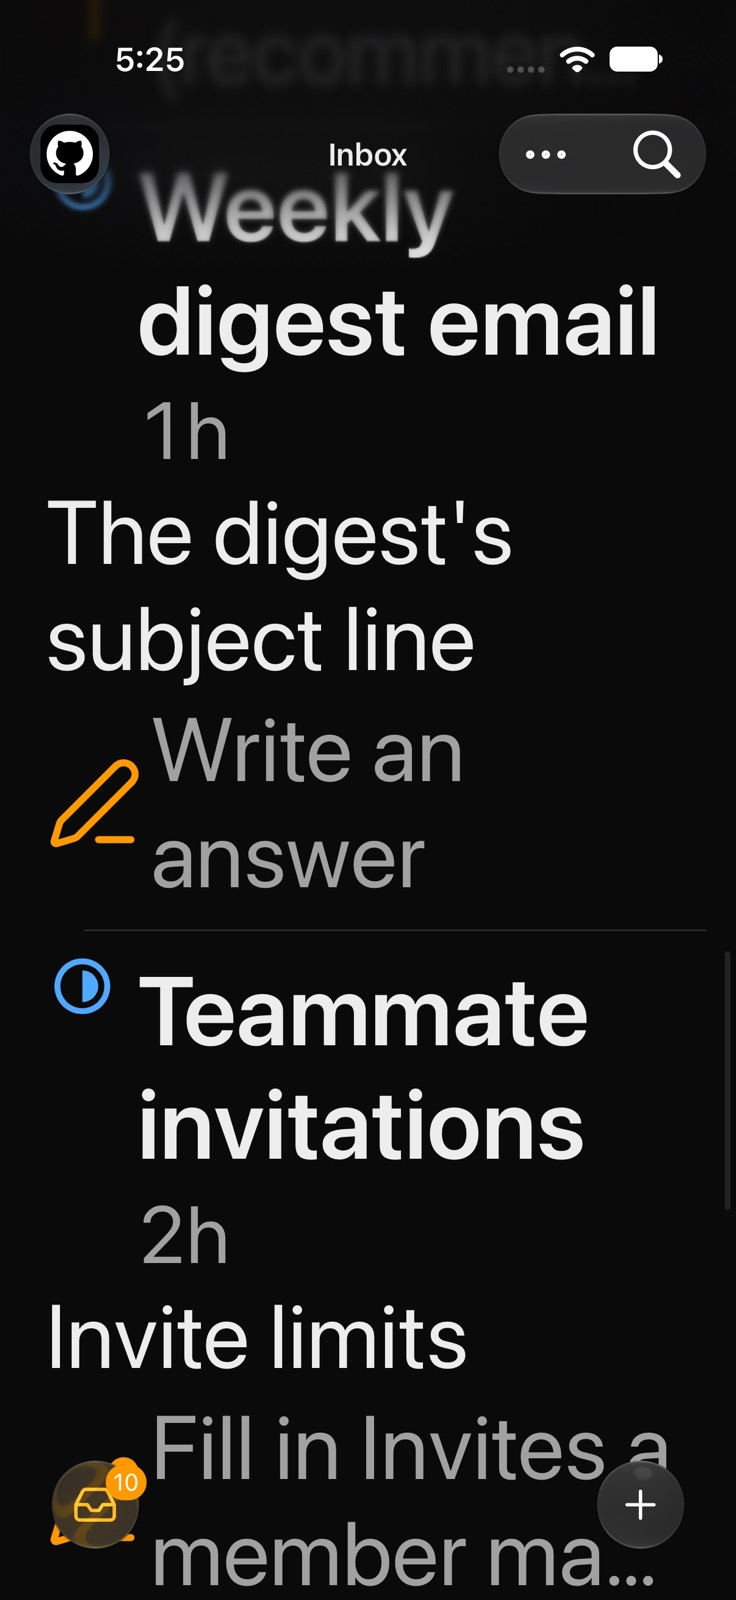 (recommen...
5:25
Inbox
Weekly
digest email
1h
The digest's
subject line
Write an
answer
Teammate
invitations
2h
Invite limits
Fill in Invites a
member ma...
10